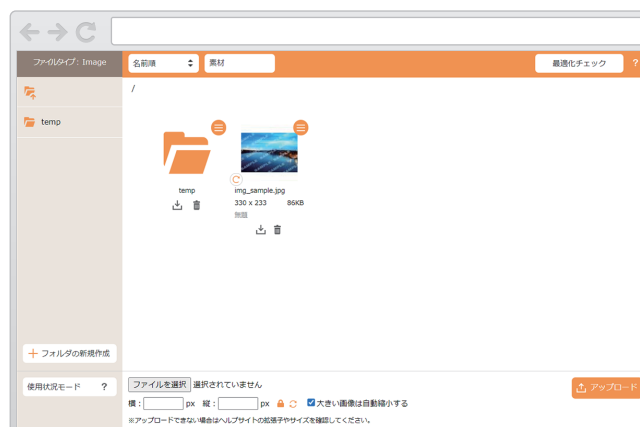 ファイルタイプ : Image
名前順
素材
最適化チェック
?
/
temp
temp
img_sample.jpg
330 x 233 86KB
無題
フォルダの新規作成
使用状況モード ?
ファイルを選択 選択されていません
アップロード
横 : px 縦 : px 大きい画像は自動縮小する
※アップロードできない場合はヘルプサイトの拡張子やサイズを確認してください。